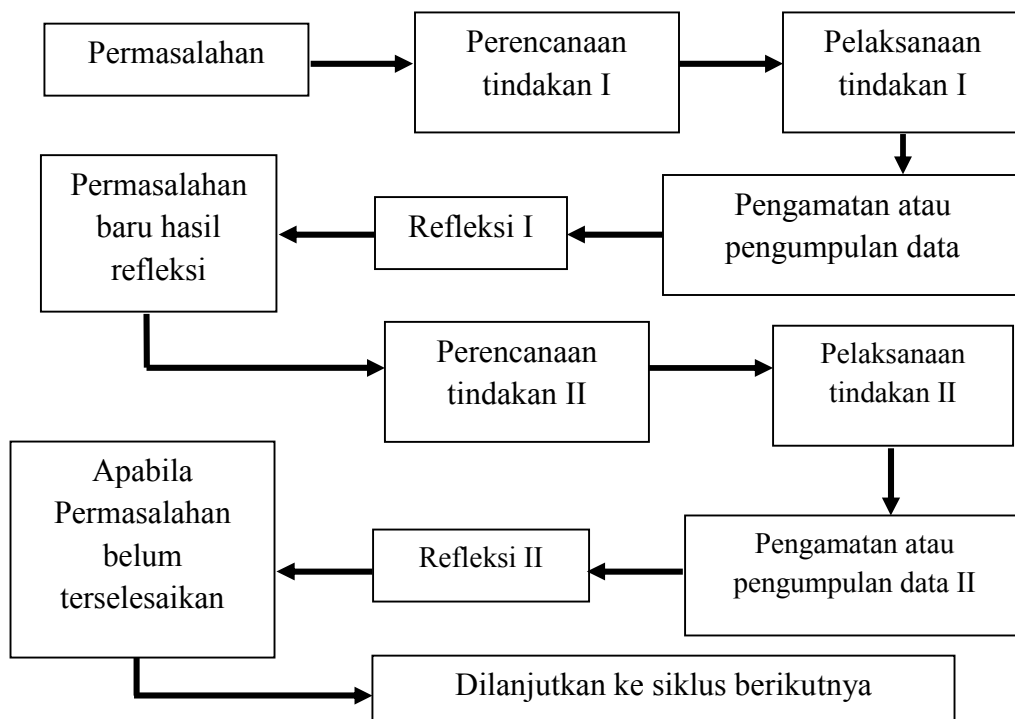 Permasalahan
Perencanaan
tindakan I
Pelaksanaan
tindakan I
Pengamatan atau
pengumpulan data
Refleksi I
Permasalahan
baru hasil
refleksi
Perencanaan
tindakan II
Pelaksanaan
tindakan II
Pengamatan atau
pengumpulan data II
Refleksi II
Apabila
Permasalahan
belum
terselesaikan
Dilanjutkan ke siklus berikutnya